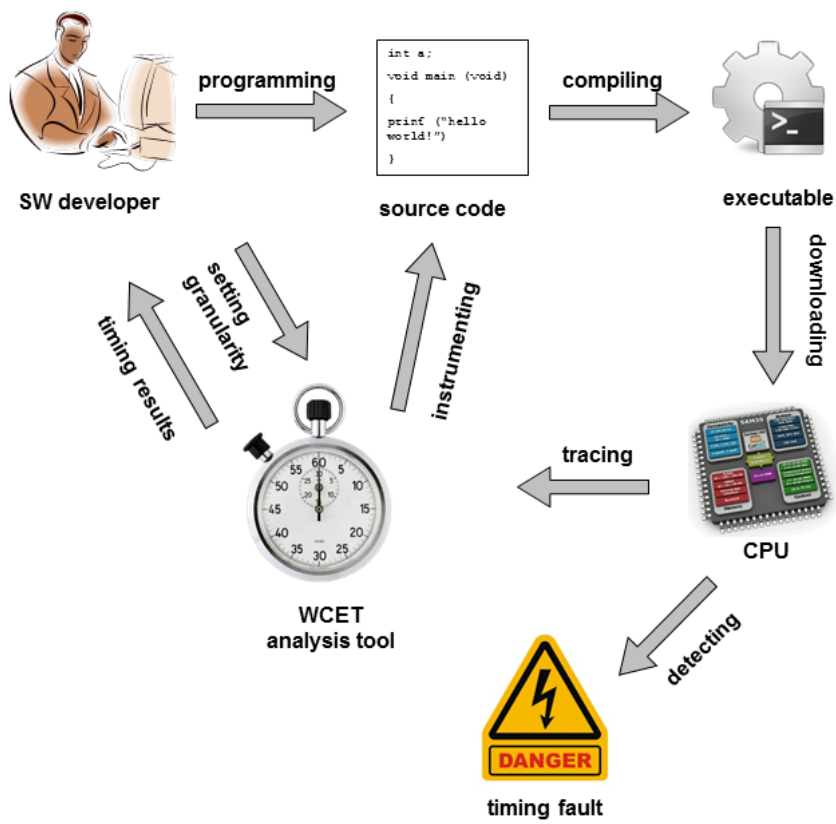 programming
int a;
void main (void)
{
prinf ("hello
world!")
}
compiling
>_
SW developer
source code
executable
setting
granularity
timing results
instrumenting
downloading
tracing
60
5
10
15
20
25
30
35
40
45
50
55
SAM3S
Memory
CPU
WCET
analysis tool
detecting
DANGER
timing fault